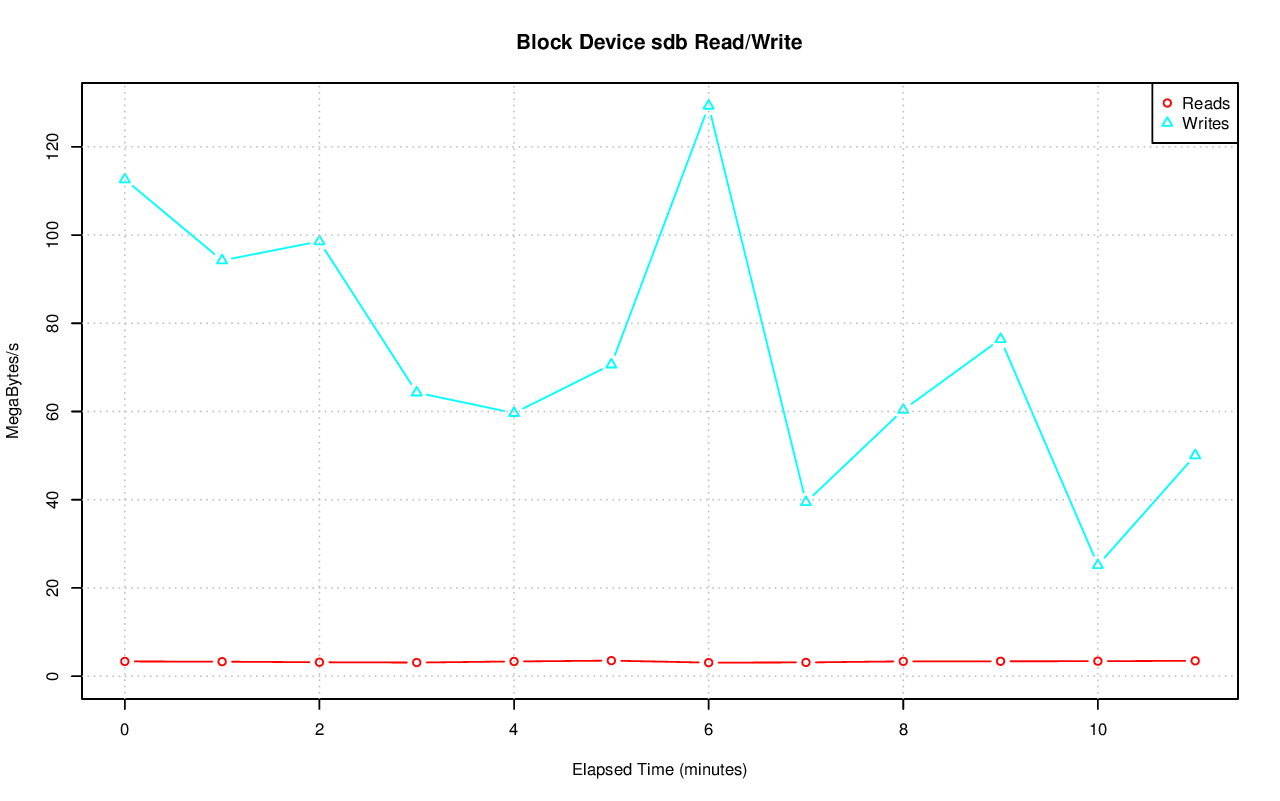 Block Device sdb Read/Write
Reads
Writes
MegaBytes/s
120
100
80
60
40
20
0
0 2 4 6 8 10
Elapsed Time (minutes)